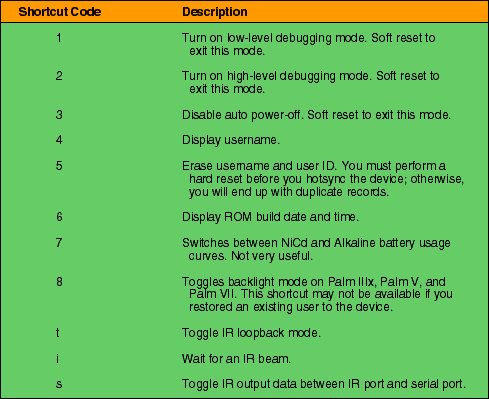 Shortcut Code Description
1 Turn on low-level debugging mode. Soft reset to
exit this mode.
2 Turn on high-level debugging mode. Soft reset to
exit this mode.
3 Disable auto power-off. Soft reset to exit this mode.
4 Display username.
5 Erase username and user ID. You must perform a
hard reset before you hotsync the device; otherwise,
you will end up with duplicate records.
6 Display ROM build date and time.
7 Switches between NiCd and Alkaline battery usage
curves. Not very useful.
8 Toggles backlight mode on Palm IIIx, Palm V, and
Palm VII. This shortcut may not be available if you
restored an existing user to the device.
t Toggle IR loopback mode.
i Wait for an IR beam.
s Toggle IR output data between IR port and serial port.